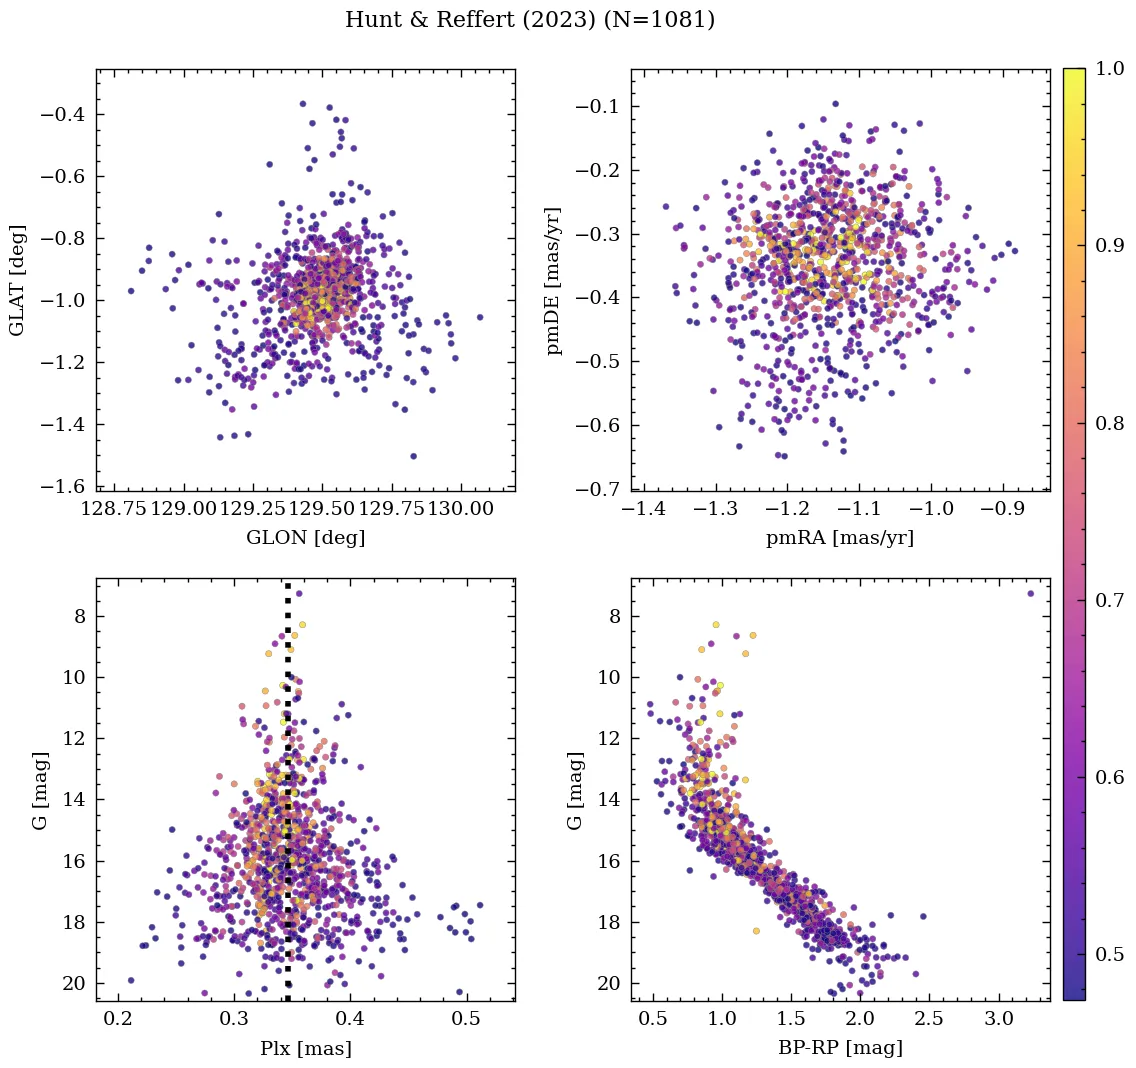 Hunt & Reffert (2023) (N=1081)
GLAT [deg]
−0.4
−0.6
−0.8
−1.0
−1.2
−1.4
−1.6
128.75 129.00 129.25 129.50 129.75 130.00
GLON [deg]
pmDE [mas/yr]
−0.1
−0.2
−0.3
−0.4
−0.5
−0.6
−0.7
−1.4 −1.3 −1.2 −1.1 −1.0 −0.9
pmRA [mas/yr]
G [mag]
8
10
12
14
16
18
20
0.2 0.3 0.4 0.5
Plx [mas]
G [mag]
8
10
12
14
16
18
20
0.5 1.0 1.5 2.0 2.5 3.0
BP-RP [mag]
1.0
0.9
0.8
0.7
0.6
0.5